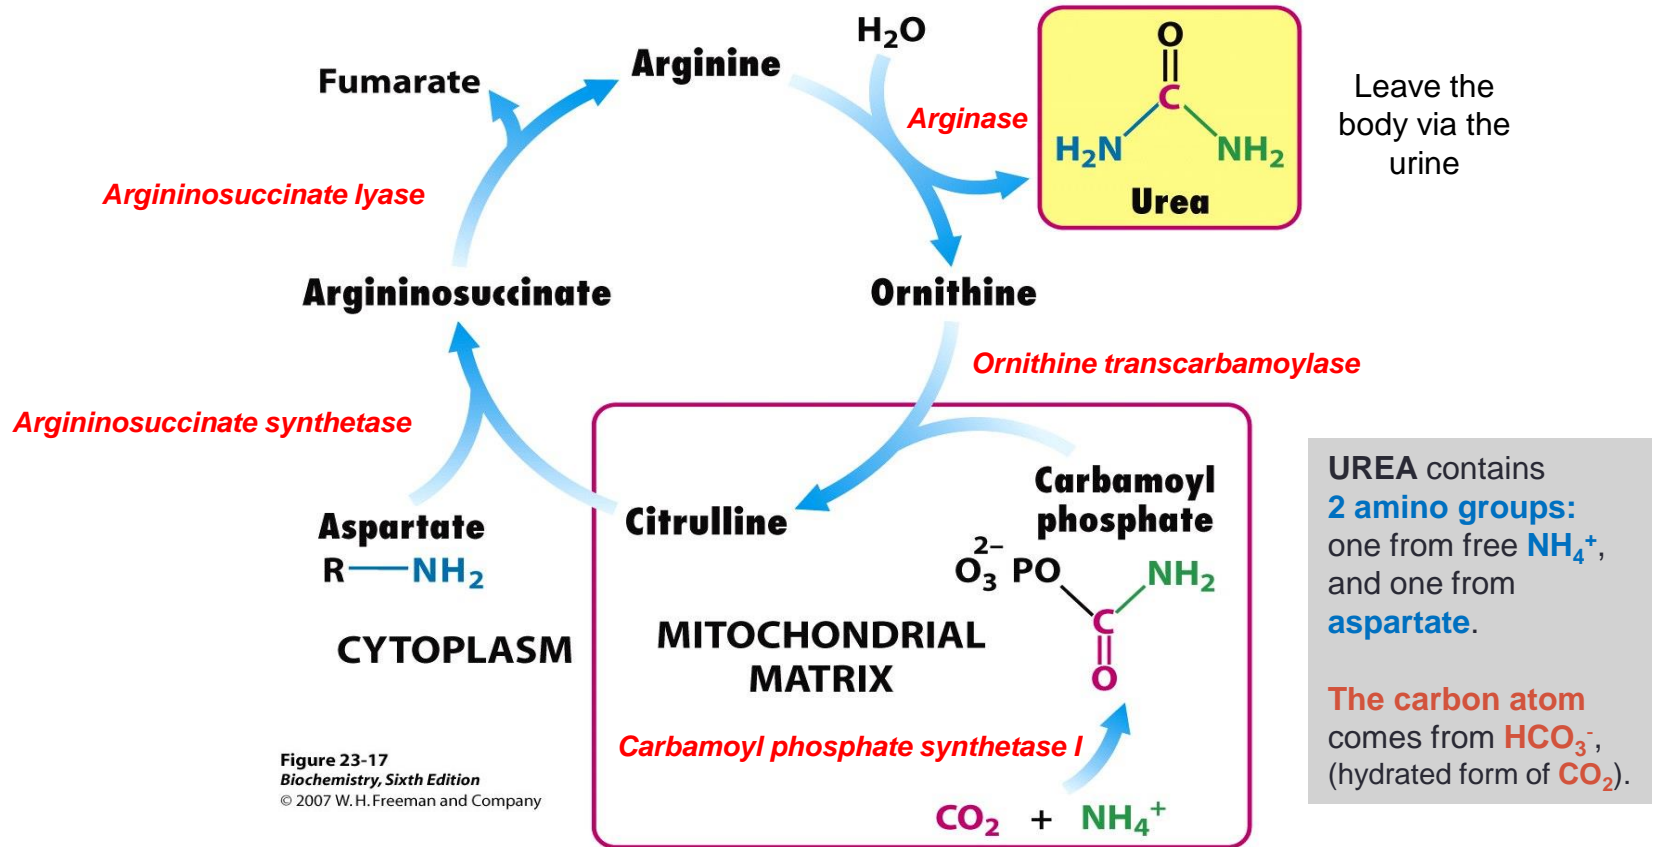 H₂O
Fumarate
Arginine
Arginase
O
C
H₂N
NH₂
Urea
Leave the
body via the
urine
Argininosuccinate lyase
Argininosuccinate
Ornithine
Ornithine transcarbamoylase
Argininosuccinate synthetase
Aspartate
R—NH₂
CYTOPLASM
Citrulline
Carbamoyl
phosphate
2–
O₃ PO
NH₂
C
O
MITOCHONDRIAL
MATRIX
Carbamoyl phosphate synthetase I
CO₂ + NH₄⁺
UREA contains
2 amino groups:
one from free NH₄⁺,
and one from
aspartate.
The carbon atom
comes from HCO₃⁻,
(hydrated form of CO₂).
Figure 23-17
Biochemistry, Sixth Edition
© 2007 W. H. Freeman and Company